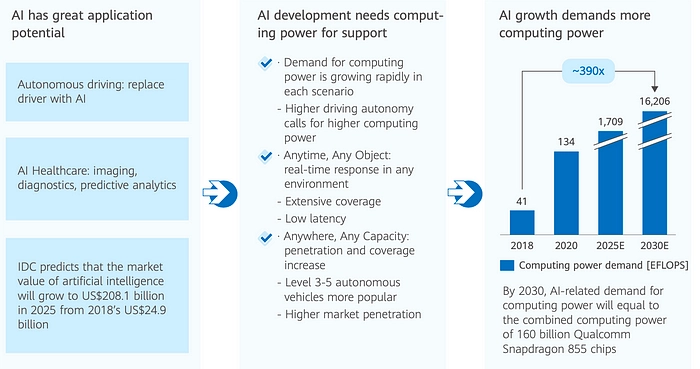 AI has great application
potential
Autonomous driving: replace
driver with AI
AI Healthcare: imaging,
diagnostics, predictive analytics
IDC predicts that the market
value of artificial intelligence
will grow to US$208.1 billion
in 2025 from 2018's US$24.9
billion
AI development needs comput-
ing power for support
· Demand for computing
power is growing rapidly in
each scenario
- Higher driving autonomy
calls for higher computing
power
· Anytime, Any Object:
real-time response in any
environment
- Extensive coverage
- Low latency
· Anywhere, Any Capacity:
penetration and coverage
increase
- Level 3-5 autonomous
vehicles more popular
- Higher market penetration
AI growth demands more
computing power
~390x
16,206
1,709
134
41
2018 2020 2025E 2030E
Computing power demand [EFLOPS]
By 2030, AI-related demand for
computing power will equal to
the combined computing power
of 160 billion Qualcomm
Snapdragon 855 chips